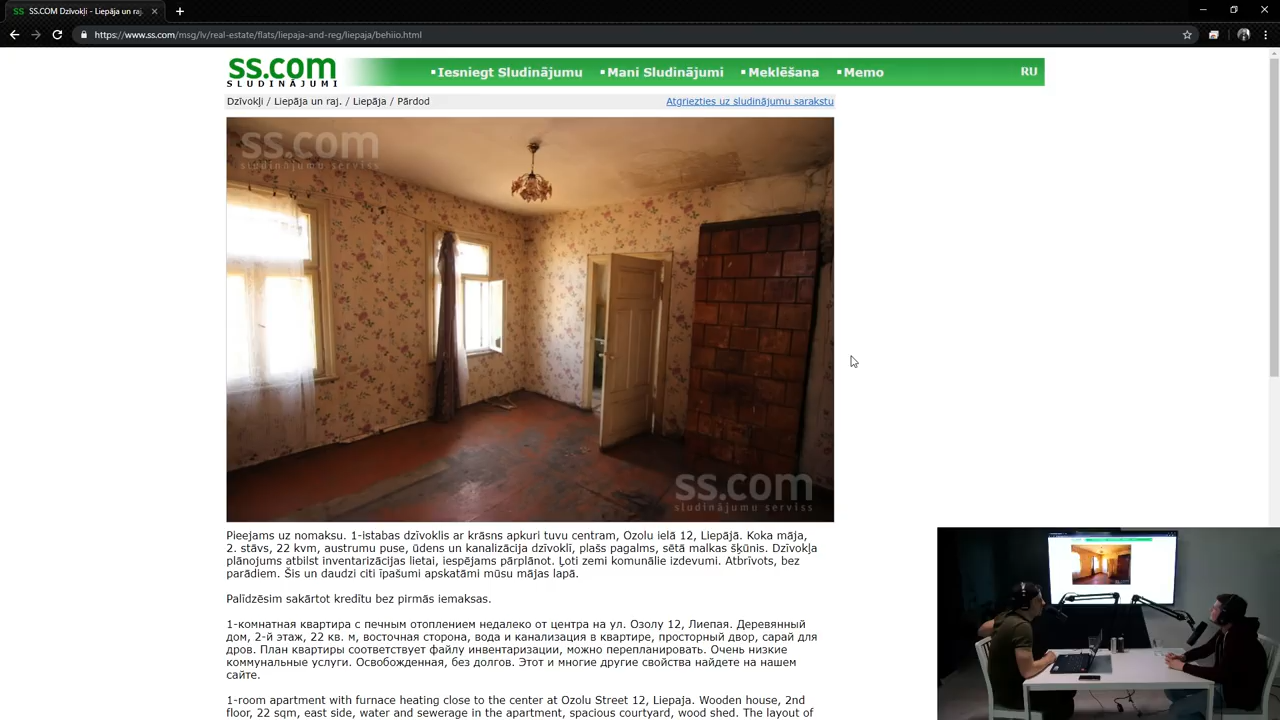 SS.COM Dzīvokļi - Liepāja un raj.
https://www.ss.com/msg/lv/real-estate/flats/liepaja-and-reg/liepaja/behiio.html
ss.com
SLUDINĀJUMI
Iesniegt Sludinājumu
Mani Sludinājumi
Meklēšana
Memo
RU
Dzīvokļi / Liepāja un raj. / Liepāja / Pārdod
Atgriezties uz sludinājumu sarakstu
ss.com
sludinājumu serviss
ss.com
sludinājumu serviss
Pieejams uz nomaksu. 1-istabas dzīvoklis ar krāsns apkuri tuvu centram, Ozolu ielā 12, Liepājā. Koka māja,
2. stāvs, 22 kvm, austrumu puse, ūdens un kanalizācija dzīvoklī, plašs pagalms, sētā malkas šķūnis. Dzīvokļa
plānojums atbilst inventarizācijas lietai, iespējams pārplānot. Ļoti zemi komunālie izdevumi. Atbrīvots, bez
parādiem. Šis un daudzi citi īpašumi apskatāmi mūsu mājas lapā.
Palīdzēsim sakārtot kredītu bez pirmās iemaksas.
1-комнатная квартира с печным отоплением недалеко от центра на ул. Озолу 12, Лиепая. Деревянный
дом, 2-й этаж, 22 кв. м, восточная сторона, вода и канализация в квартире, просторный двор, сарай для
дров. План квартиры соответствует файлу инвентаризации, можно перепланировать. Очень низкие
коммунальные услуги. Освобожденная, без долгов. Этот и многие другие свойства найдете на нашем
сайте.
1-room apartment with furnace heating close to the center at Ozolu Street 12, Liepaja. Wooden house, 2nd
floor, 22 sqm, east side, water and sewerage in the apartment, spacious courtyard, wood shed. The layout of